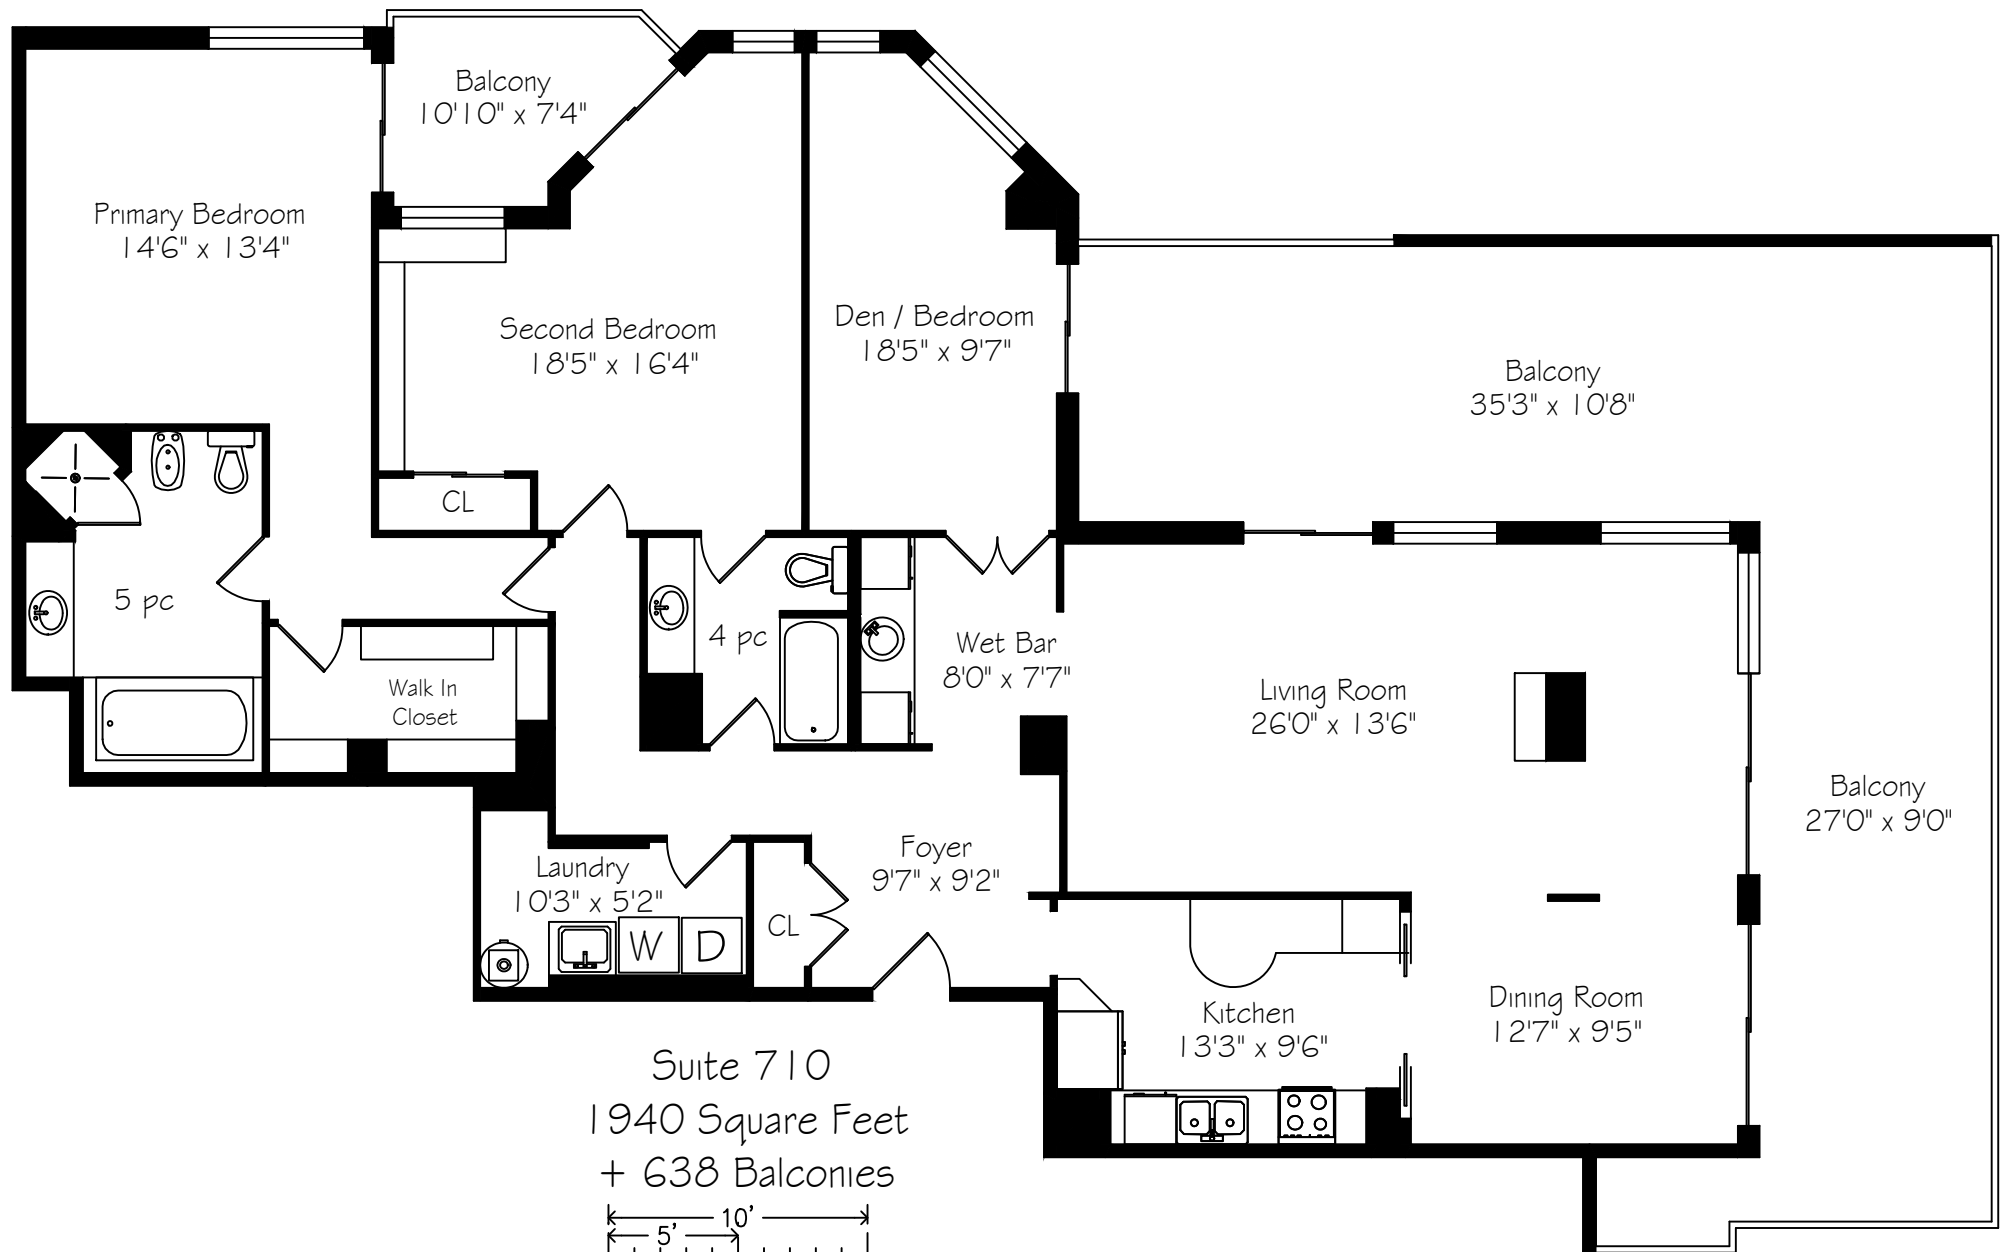 Balcony
10'10" x 7'4"
Primary Bedroom
14'6" x 13'4"
Second Bedroom
18'5" x 16'4"
Den / Bedroom
18'5" x 9'7"
Balcony
35'3" x 10'8"
CL
5 pc
4 pc
Wet Bar
8'0" x 7'7"
Walk In
Closet
Living Room
26'0" x 13'6"
Balcony
27'0" x 9'0"
Laundry
10'3" x 5'2"
W
D
CL
Foyer
9'7" x 9'2"
Kitchen
13'3" x 9'6"
Dining Room
12'7" x 9'5"
Suite 710
1940 Square Feet
+ 638 Balconies
10'
5'